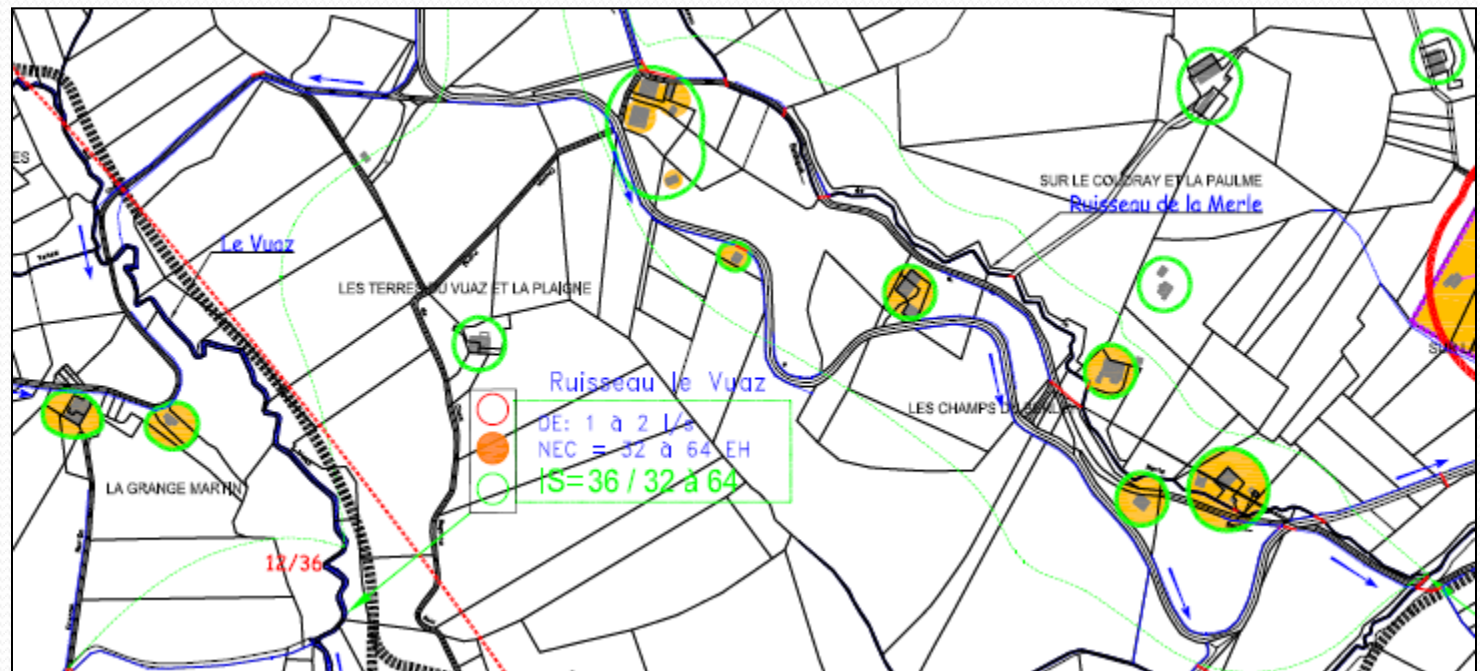 ES
SUR LE COUDRAY ET LA PAULME
Ruisseau de la Merle
Le Vuaz
LES TERRES DU VUAZ ET LA PLAIGNE
Ruisseau le Vuaz
DE: 1 à 2 l/s
NEC = 32 à 64 EH
IS=36 / 32 à 64
LES CHAMPS DU
LA GRANGE MARTIN
12/36